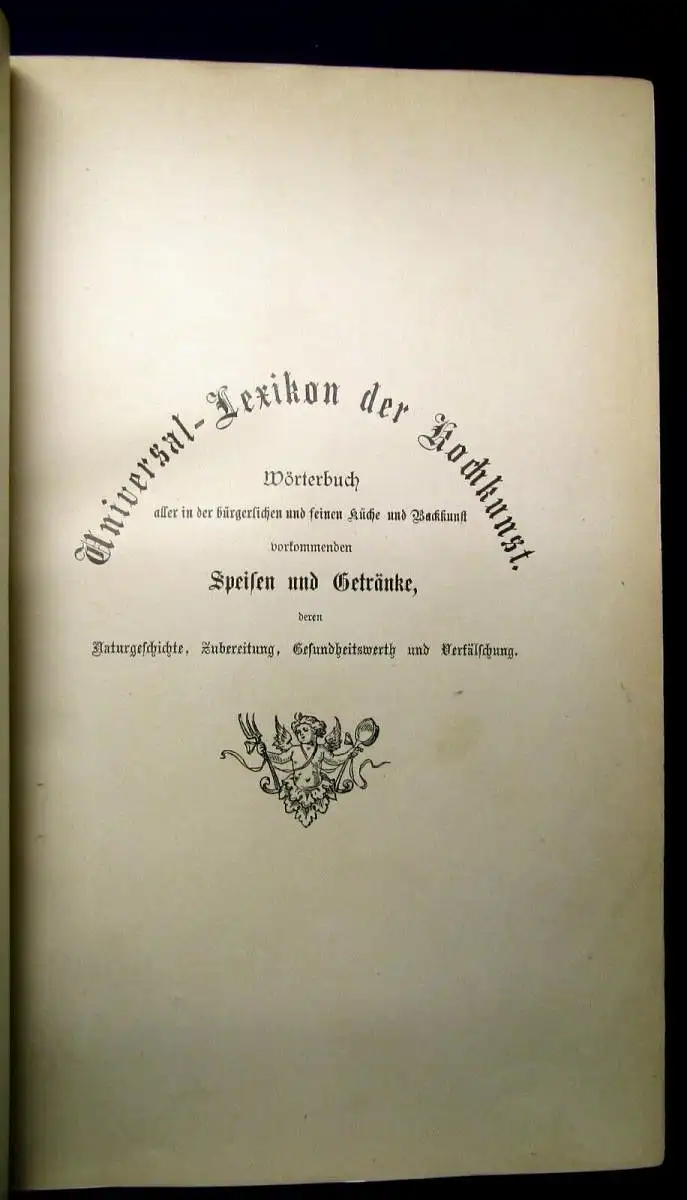 Universal-Lexikon der Kochkunst.
Wörterbuch
aller in der bürgerlichen und feinen Küche und Backkunst
vorkommenden
Speisen und Getränke,
deren
Naturgeschichte, Zubereitung, Gesundheitswerth und Verfälschung.